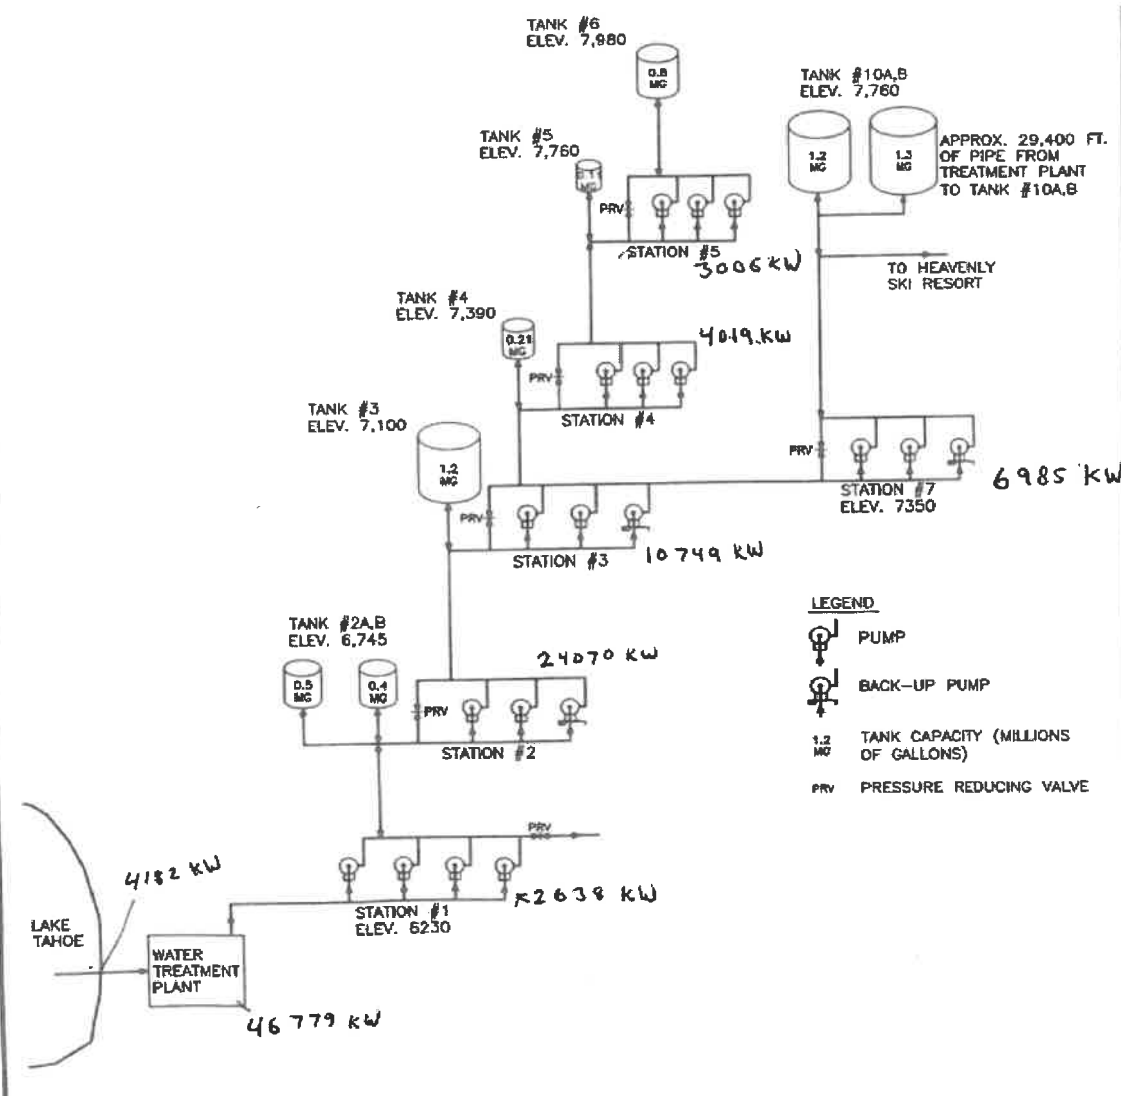 TANK #6
ELEV. 7,980
0.8
MG
TANK #10A,B
ELEV. 7,760
1.2
MG
1.3
MG
APPROX. 29,400 FT.
OF PIPE FROM
TREATMENT PLANT
TO TANK #10A,B
TANK #5
ELEV. 7,760
MG
PRV
STATION #5
3006 KW
TO HEAVENLY
SKI RESORT
TANK #4
ELEV. 7,390
0.21
MG
4019 KW
PRV
STATION #4
TANK #3
ELEV. 7,100
1.2
MG
PRV
STATION #7
ELEV. 7350
6985 KW
PRV
STATION #3
10749 KW
TANK #2A,B
ELEV. 6,745
0.5
MG
0.4
MG
24070 KW
PRV
STATION #2
LEGEND
PUMP
BACK-UP PUMP
1.2
MG
TANK CAPACITY (MILLIONS
OF GALLONS)
PRV
PRESSURE REDUCING VALVE
PRV
STATION #1
ELEV. 6230
2638 KW
4182 KW
LAKE
TAHOE
WATER
TREATMENT
PLANT
46779 KW